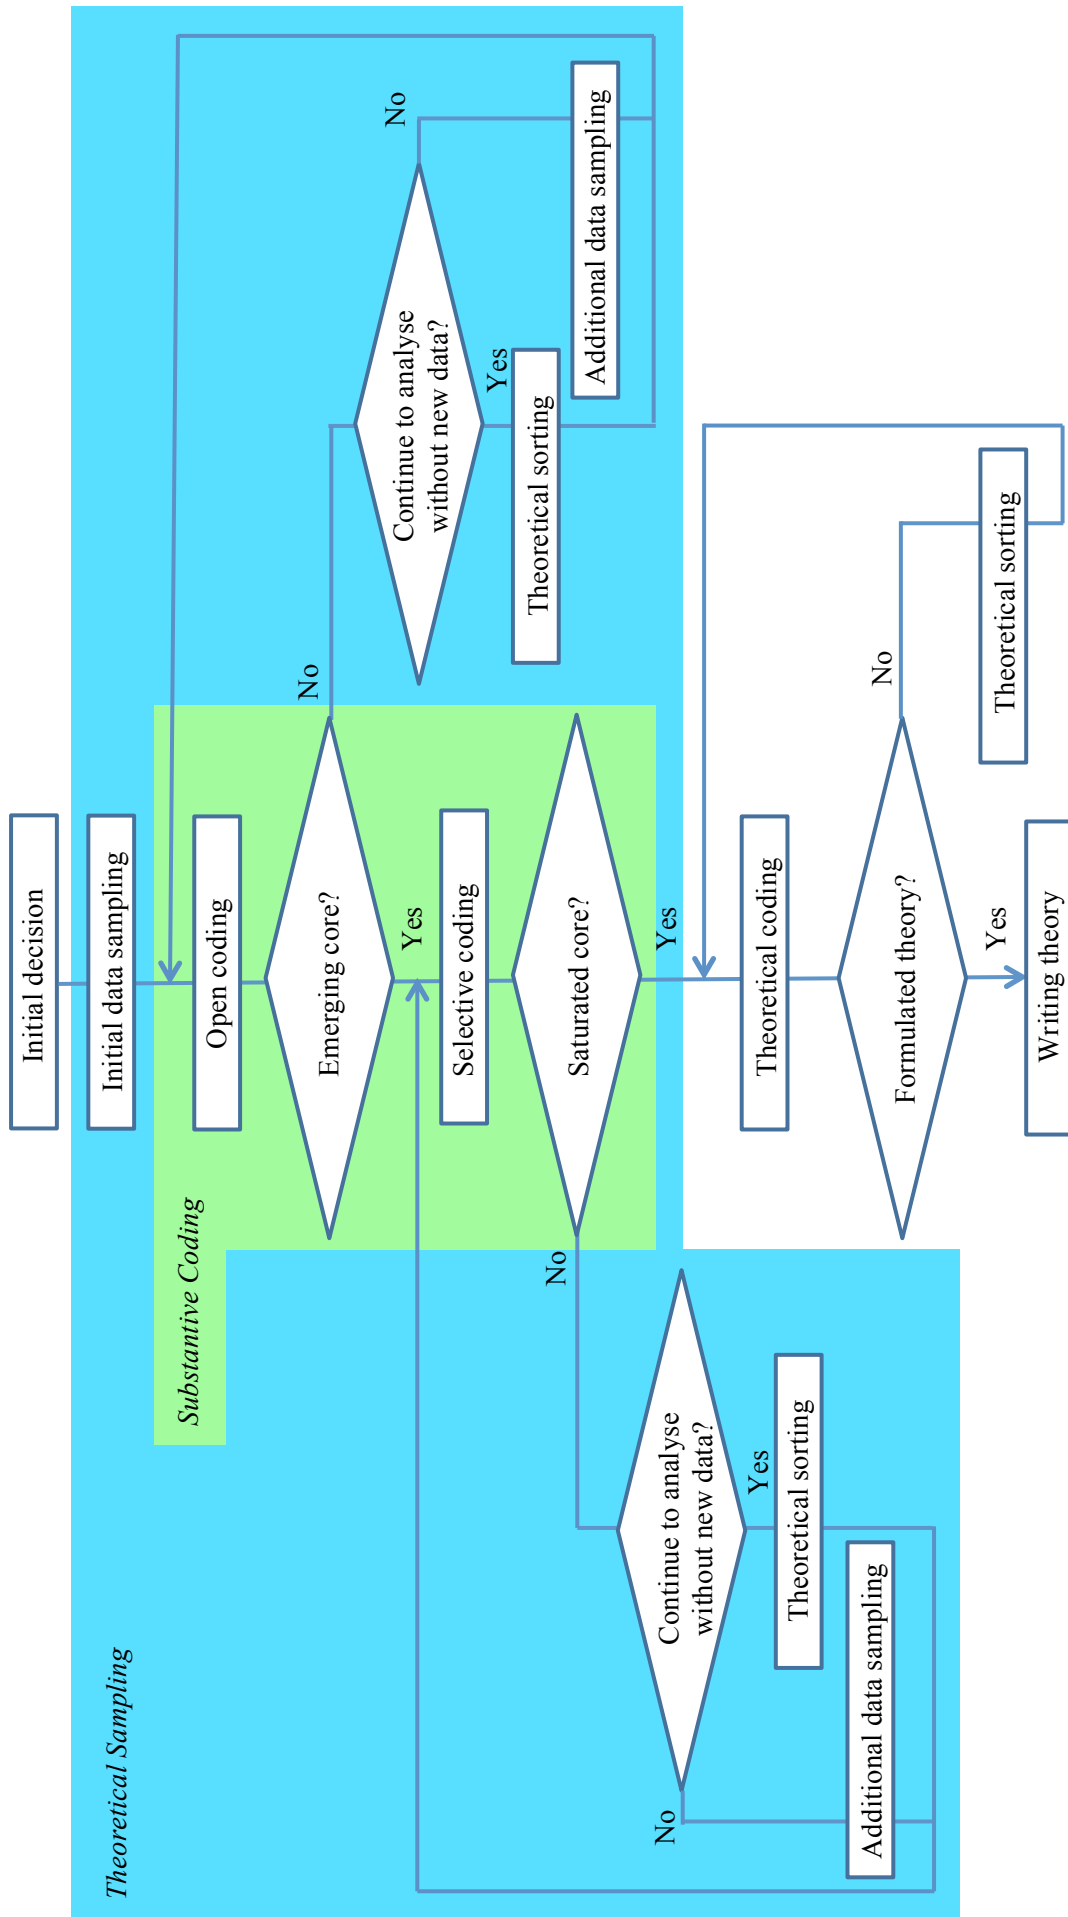 Theoretical Sampling
Substantive Coding
Initial decision
Initial data sampling
Open coding
Emerging core?
No
Yes
Continue to analyse
without new data?
No
Yes
Theoretical sorting
Additional data sampling
Selective coding
Saturated core?
No
Yes
Continue to analyse
without new data?
No
Yes
Theoretical sorting
Additional data sampling
Theoretical coding
Formulated theory?
No
Yes
Theoretical sorting
Writing theory